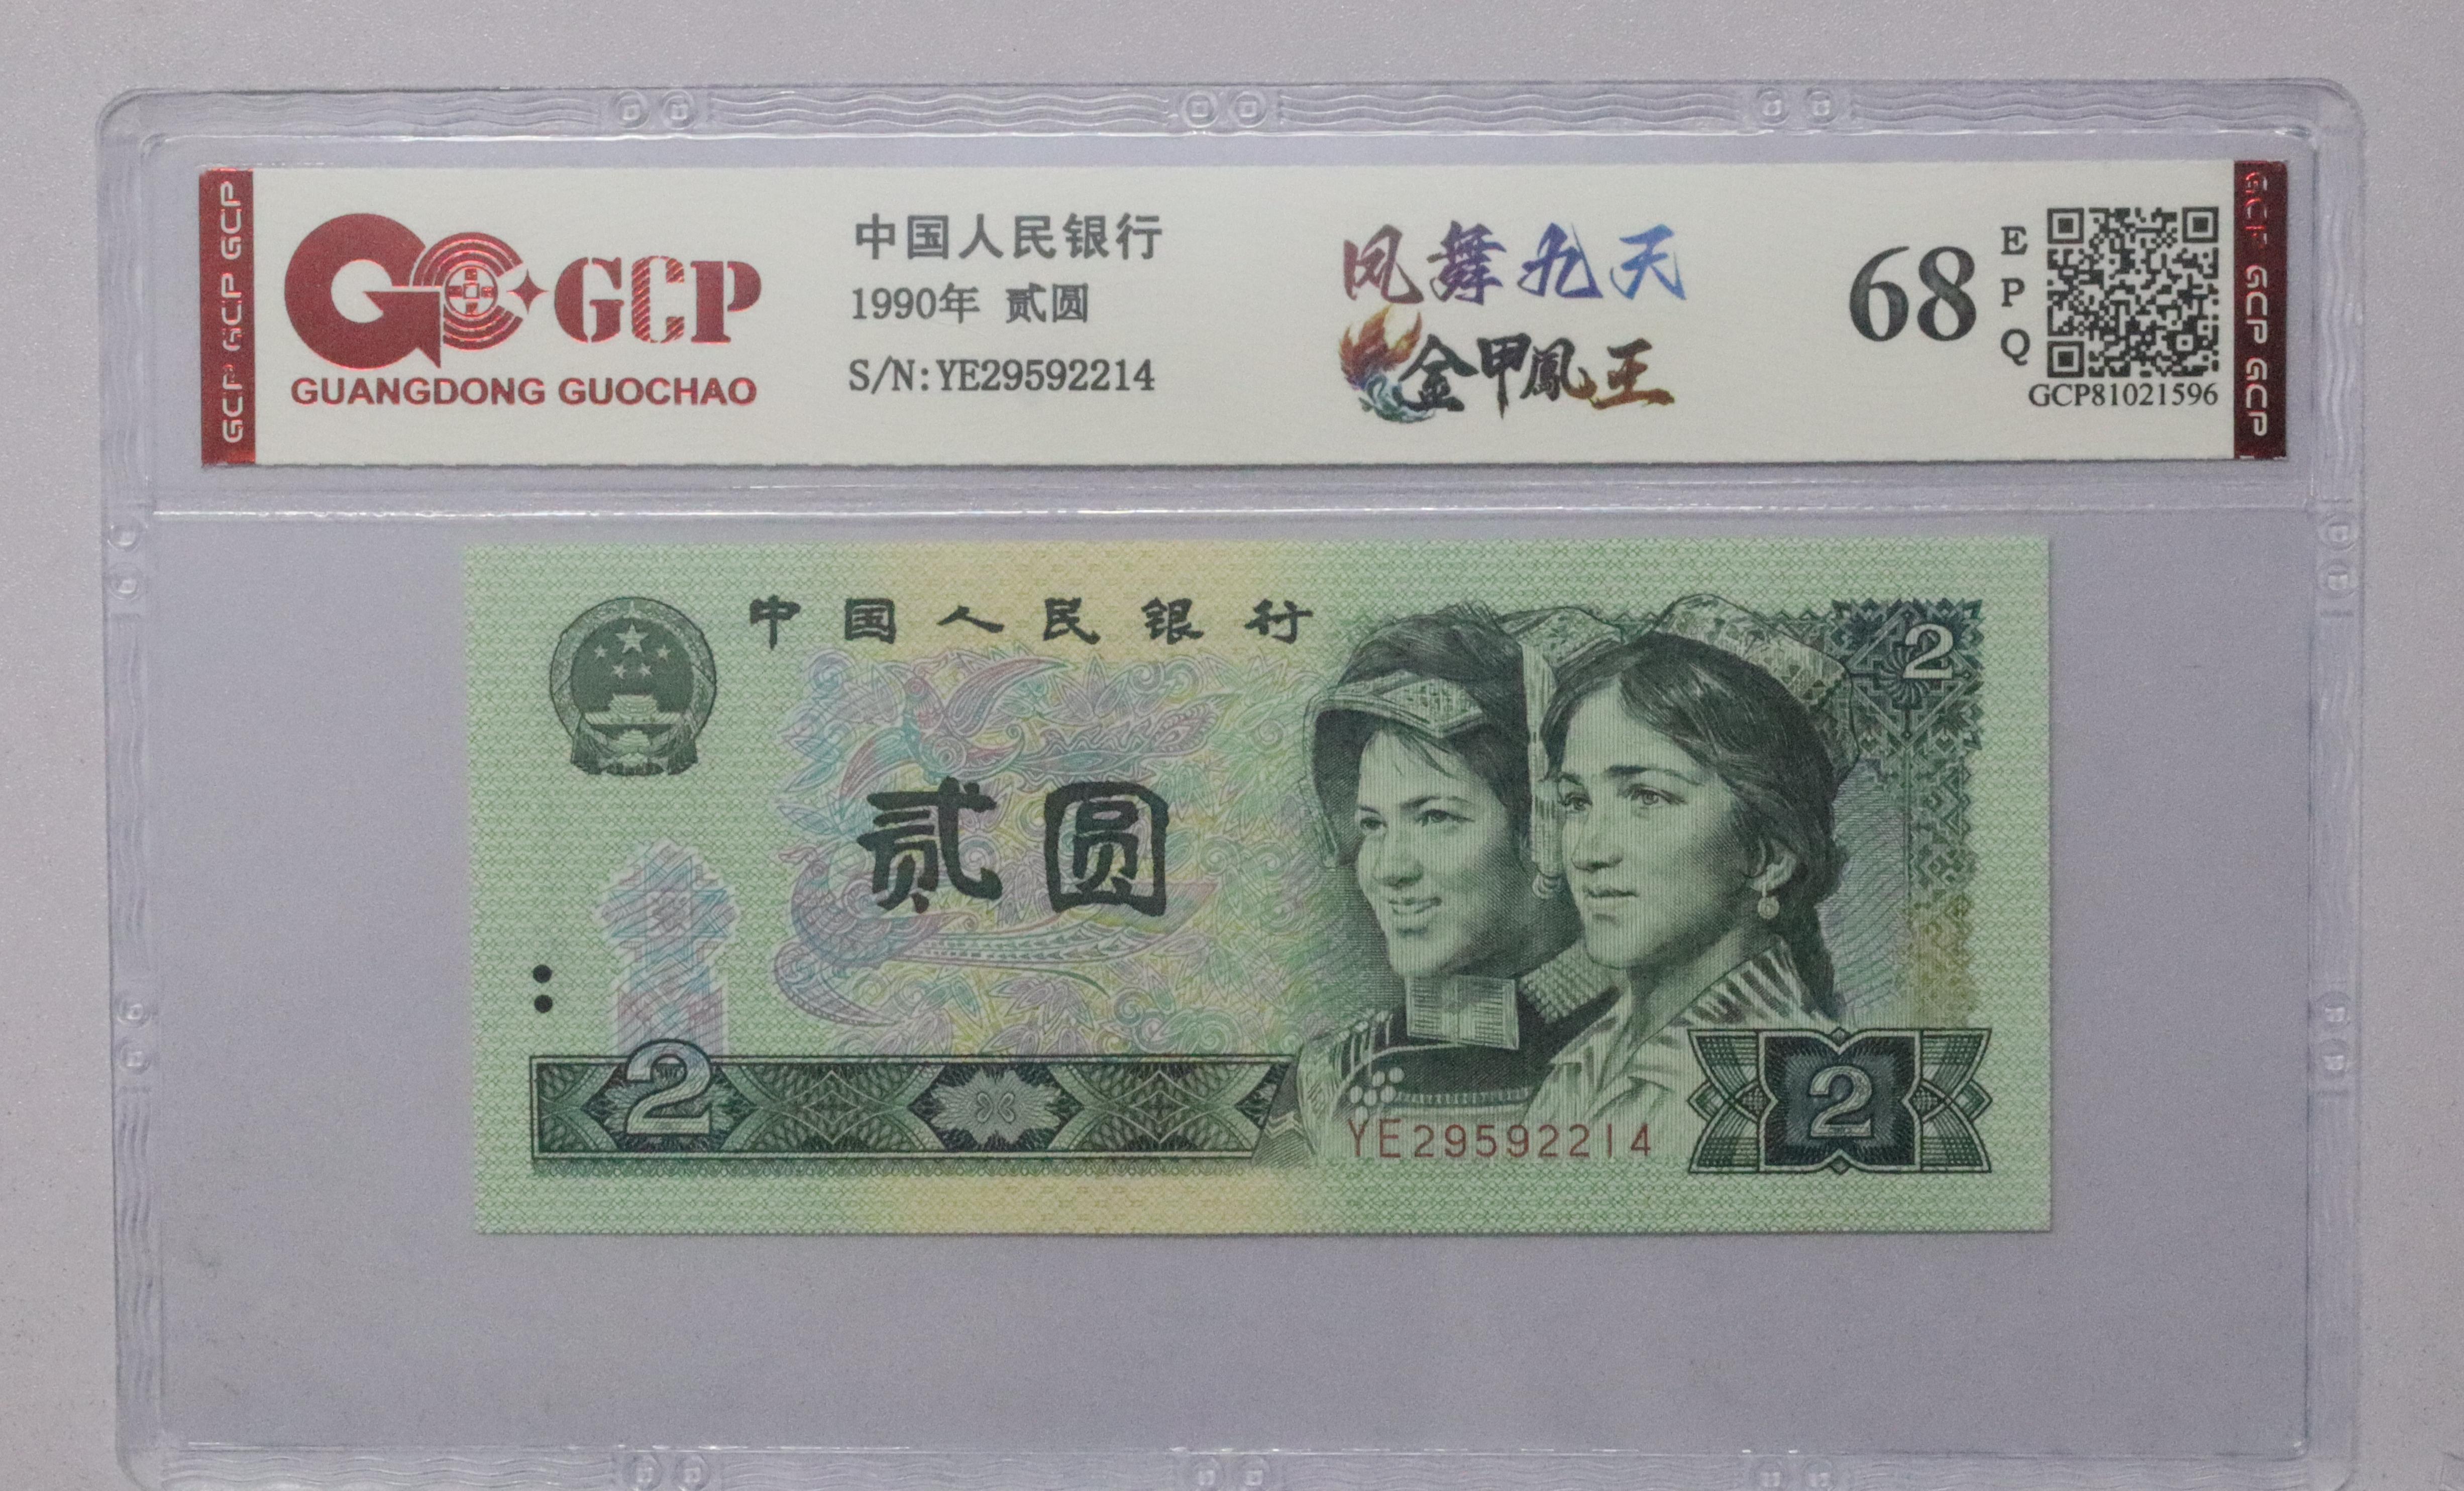 GCP GCP GCP
GCP
GUANGDONG GUOCHAO
中国人民银行
1990年 贰圆
S/N:YE29592214
凤舞九天
金甲鳳王
68
EPQ
GCP81021596
GCP GCP GCP
中国人民银行
2
贰圆
2
YE29592214
2